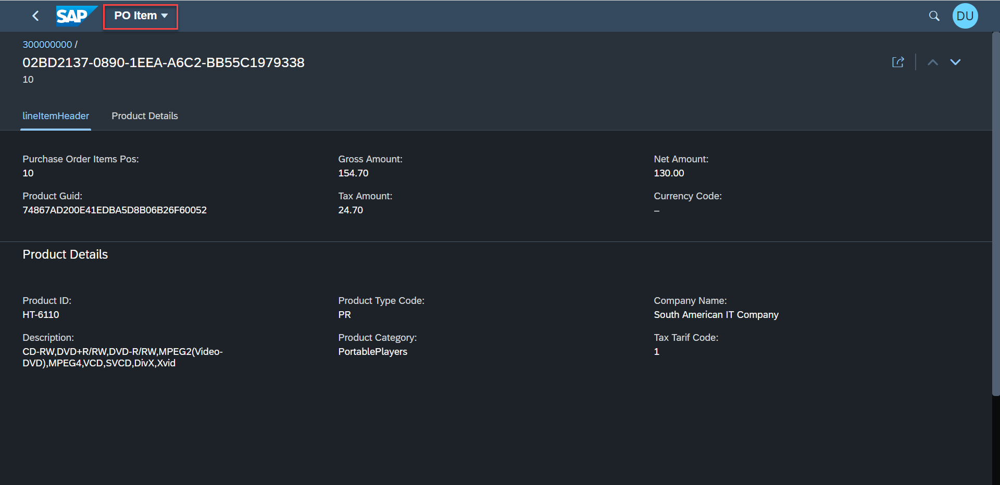 SAP PO Item
DU
300000000 /
02BD2137-0890-1EEA-A6C2-BB55C1979338
10
lineItemHeader Product Details
Purchase Order Items Pos: Gross Amount: Net Amount:
10 154.70 130.00
Product Guid: Tax Amount: Currency Code:
74867AD200E41EDBA5D8B06B26F60052 24.70 –
Product Details
Product ID: Product Type Code: Company Name:
HT-6110 PR South American IT Company
Description: Product Category: Tax Tarif Code:
CD-RW,DVD+R/RW,DVD-R/RW,MPEG2(Video- PortablePlayers 1
DVD),MPEG4,VCD,SVCD,DivX,Xvid